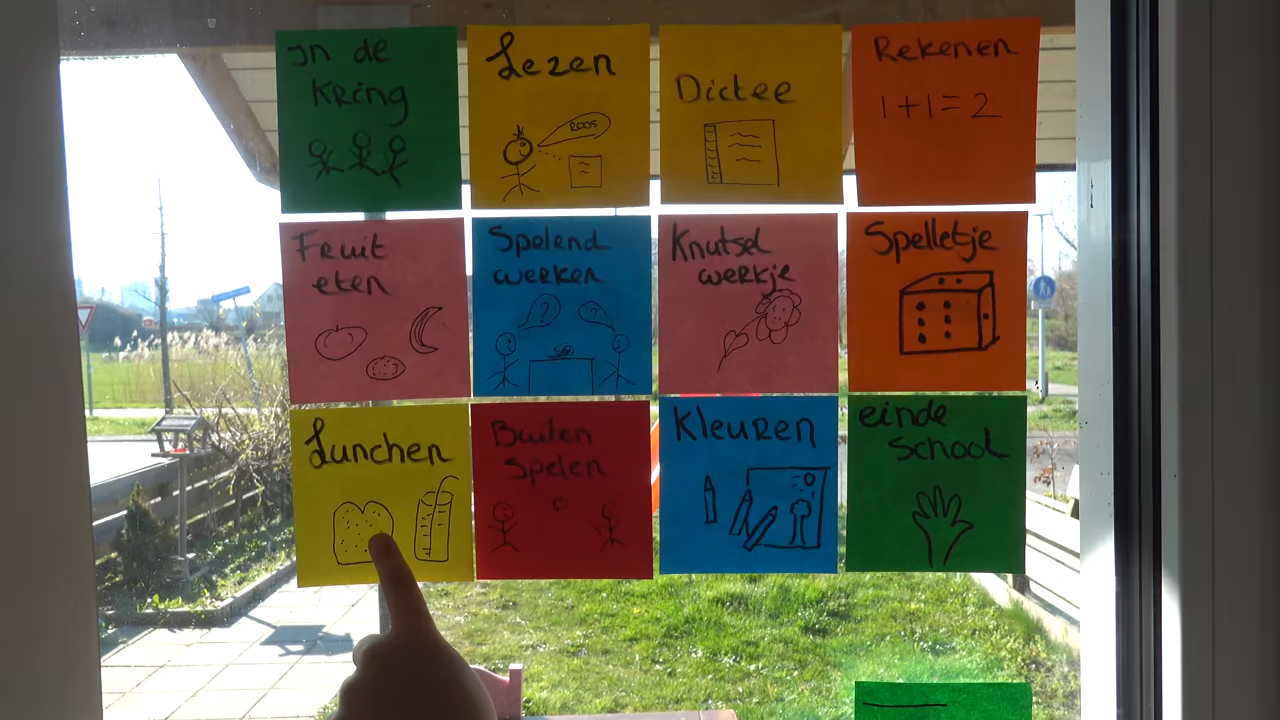 In de
Kring
Lezen
ROOS
Dictee
Rekenen
1+1=2
Fruit
eten
Spelend
werken
?
?
Knutsel
werkje
Spelletje
Lunchen
Buiten
Spelen
Kleuren
einde
School